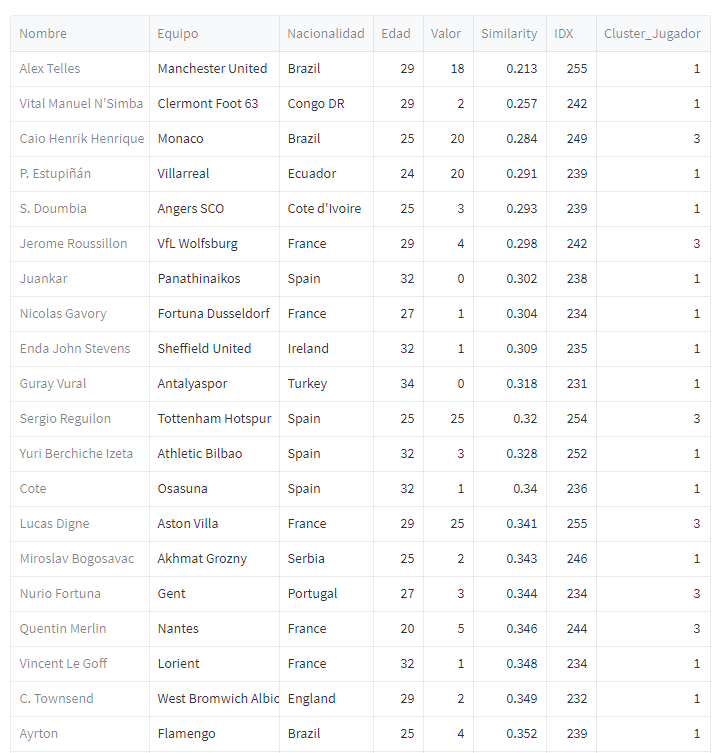 Nombre Equipo Nacionalidad Edad Valor Similarity IDX Cluster_Jugador
Alex Telles Manchester United Brazil 29 18 0.213 255 1
Vital Manuel N'Simba Clermont Foot 63 Congo DR 29 2 0.257 242 1
Caio Henrik Henrique Monaco Brazil 25 20 0.284 249 3
P. Estupiñán Villarreal Ecuador 24 20 0.291 239 1
S. Doumbia Angers SCO Cote d'Ivoire 25 3 0.293 239 1
Jerome Roussillon VfL Wolfsburg France 29 4 0.298 242 3
Juankar Panathinaikos Spain 32 0 0.302 238 1
Nicolas Gavory Fortuna Dusseldorf France 27 1 0.304 234 1
Enda John Stevens Sheffield United Ireland 32 1 0.309 235 1
Guray Vural Antalyaspor Turkey 34 0 0.318 231 1
Sergio Reguilon Tottenham Hotspur Spain 25 25 0.32 254 3
Yuri Berchiche Izeta Athletic Bilbao Spain 32 3 0.328 252 1
Cote Osasuna Spain 32 1 0.34 236 1
Lucas Digne Aston Villa France 29 25 0.341 255 3
Miroslav Bogosavac Akhmat Grozny Serbia 25 2 0.343 246 1
Nurio Fortuna Gent Portugal 27 3 0.344 234 3
Quentin Merlin Nantes France 20 5 0.346 244 3
Vincent Le Goff Lorient France 32 1 0.348 234 1
C. Townsend West Bromwich Albic England 29 2 0.349 232 1
Ayrton Flamengo Brazil 25 4 0.352 239 1